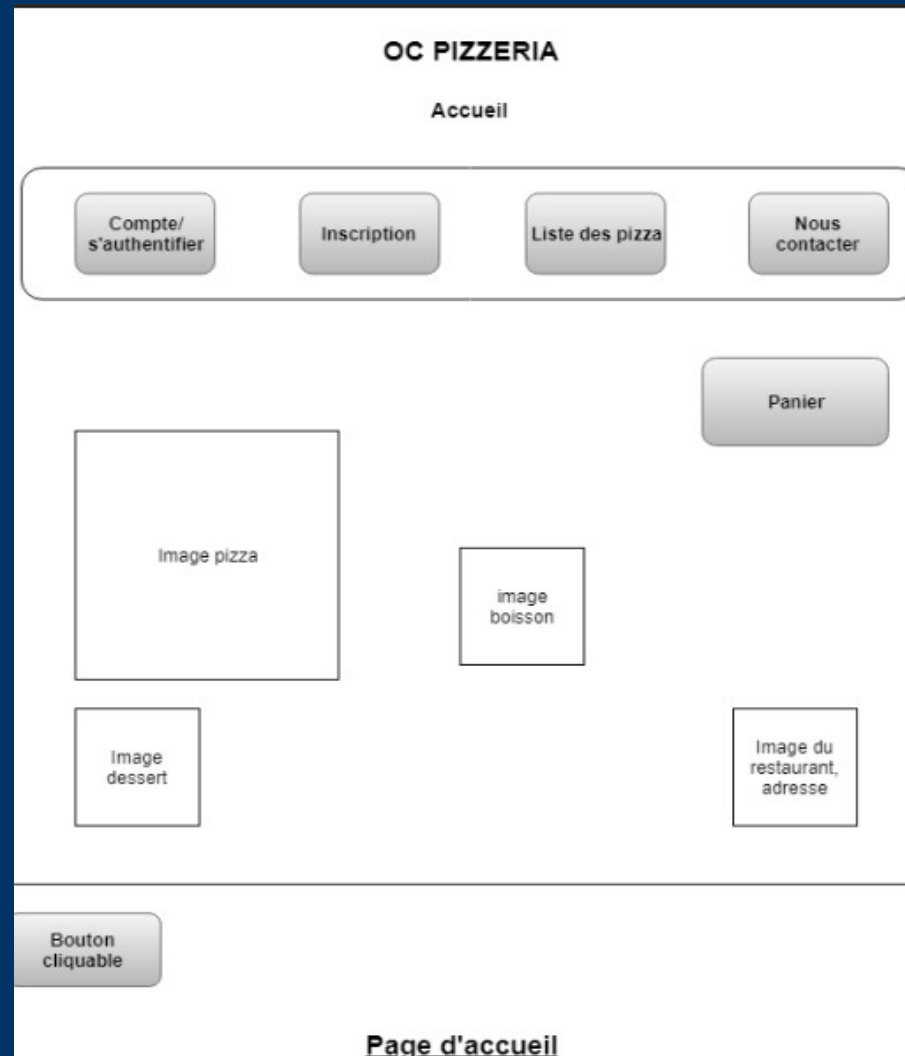 OC PIZZERIA
Accueil
Compte/
s'authentifier
Inscription
Liste des pizza
Nous
contacter
Panier
Image pizza
image
boisson
Image
dessert
Image du
restaurant,
adresse
Bouton
cliquable
Page d'accueil